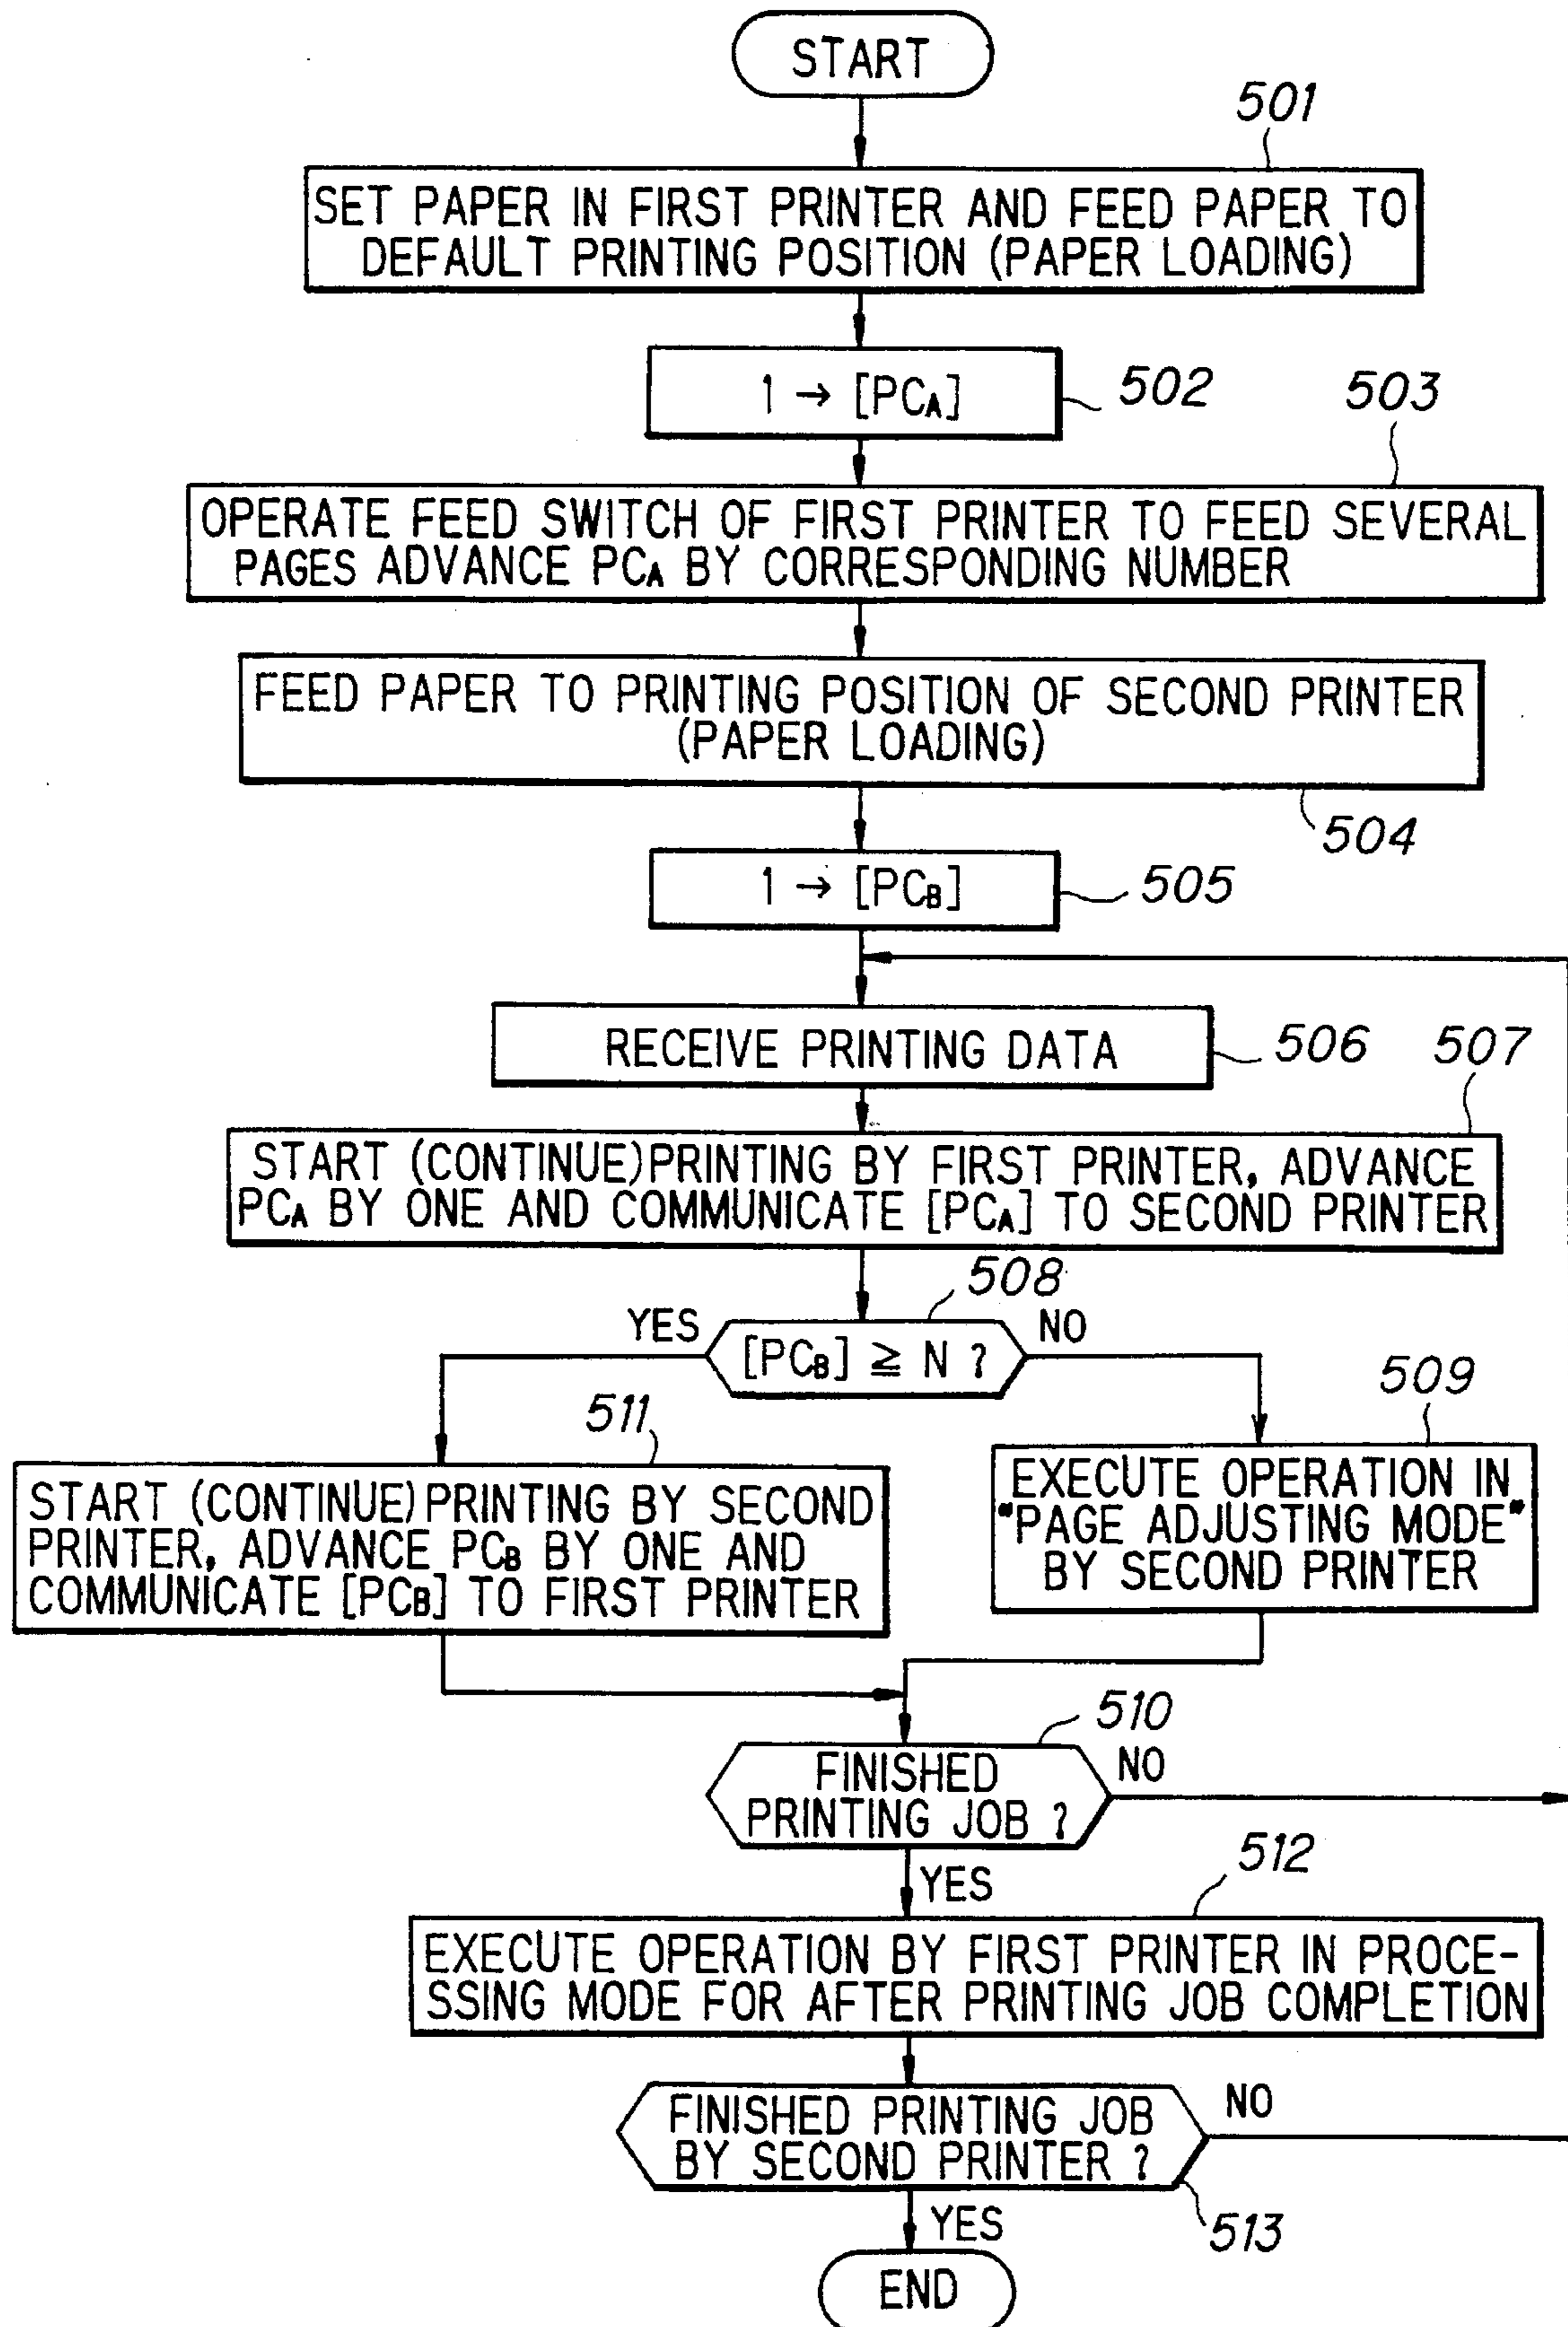 START
501
SET PAPER IN FIRST PRINTER AND FEED PAPER TO
DEFAULT PRINTING POSITION (PAPER LOADING)
1 → [PCA]
502
503
OPERATE FEED SWITCH OF FIRST PRINTER TO FEED SEVERAL
PAGES ADVANCE PCA BY CORRESPONDING NUMBER
FEED PAPER TO PRINTING POSITION OF SECOND PRINTER
(PAPER LOADING)
504
1 → [PCB]
505
RECEIVE PRINTING DATA
506
507
START (CONTINUE)PRINTING BY FIRST PRINTER, ADVANCE
PCA BY ONE AND COMMUNICATE [PCA] TO SECOND PRINTER
508
YES
[PCB] ≧ N ?
NO
509
511
EXECUTE OPERATION IN
"PAGE ADJUSTING MODE"
BY SECOND PRINTER
START (CONTINUE)PRINTING BY SECOND
PRINTER, ADVANCE PCB BY ONE AND
COMMUNICATE [PCB] TO FIRST PRINTER
510
FINISHED
PRINTING JOB ?
NO
YES
512
EXECUTE OPERATION BY FIRST PRINTER IN PROCE-
SSING MODE FOR AFTER PRINTING JOB COMPLETION
FINISHED PRINTING JOB
BY SECOND PRINTER ?
NO
513
YES
END